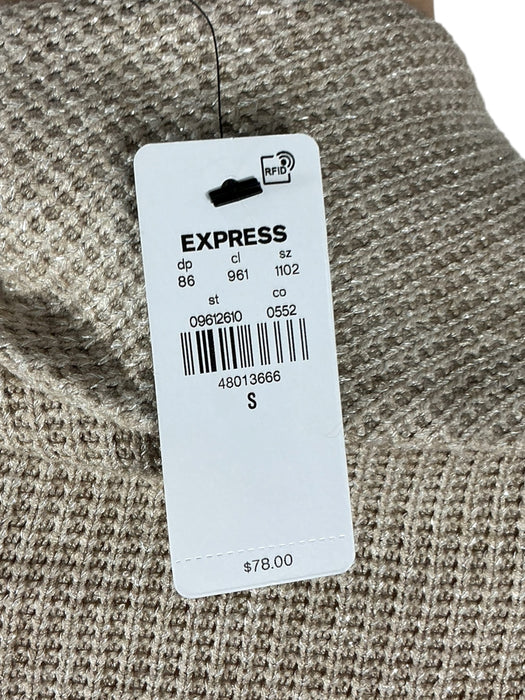 RFID
EXPRESS
dp cl sz
86 961 1102
st co
09612610 0552
48013666
S
$78.00